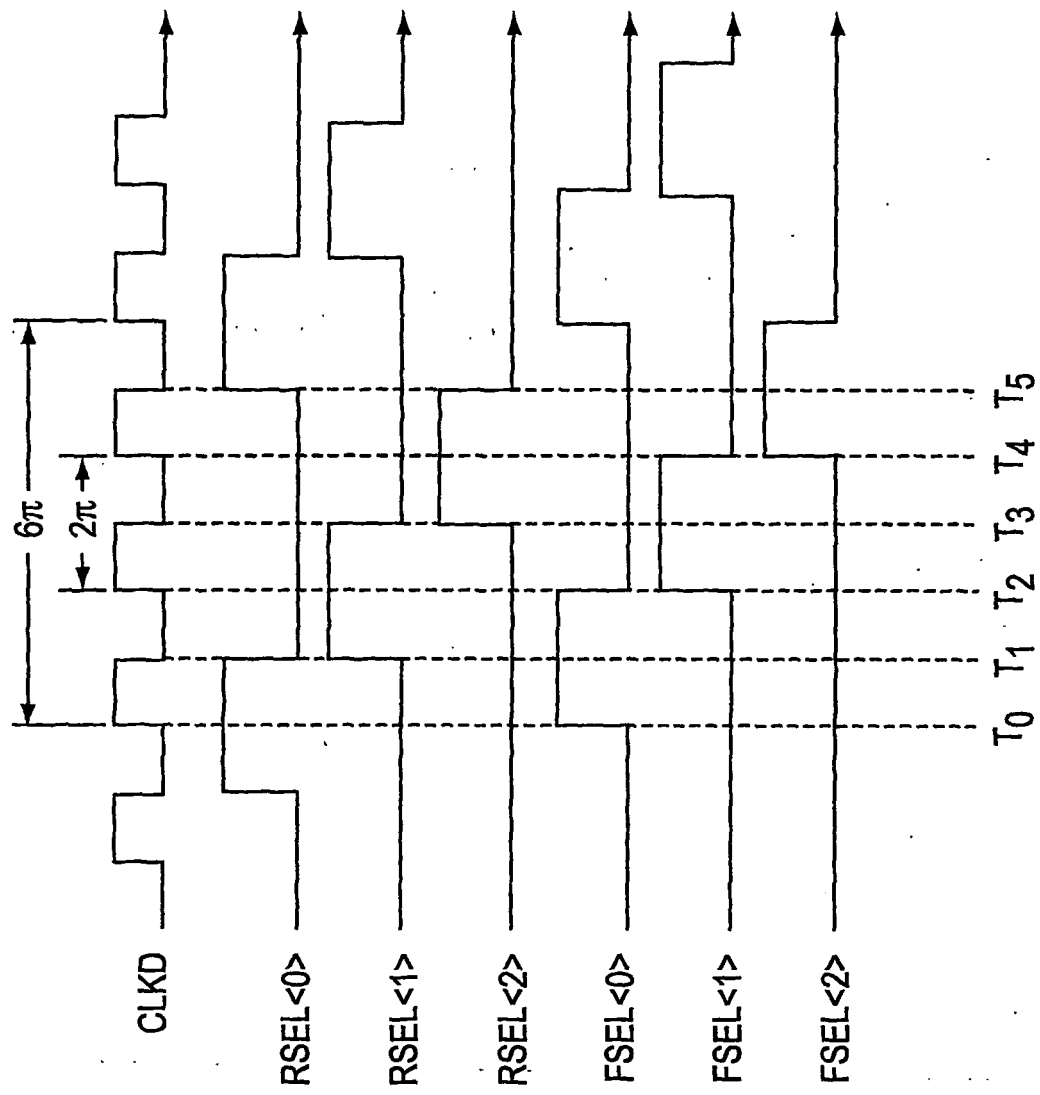 6π
2π
CLKD
RSEL<0>
RSEL<1>
RSEL<2>
FSEL<0>
FSEL<1>
FSEL<2>
T0 T1 T2 T3 T4 T5